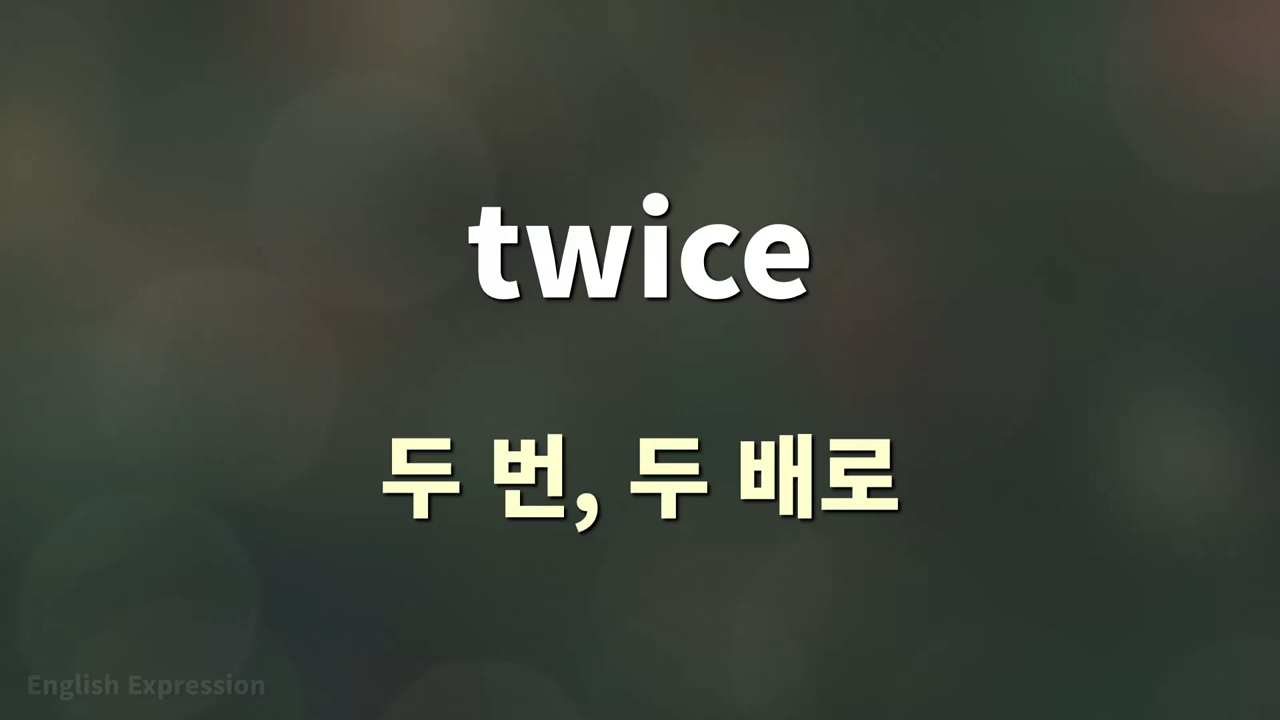 twice
두 번, 두 배로
English Expression